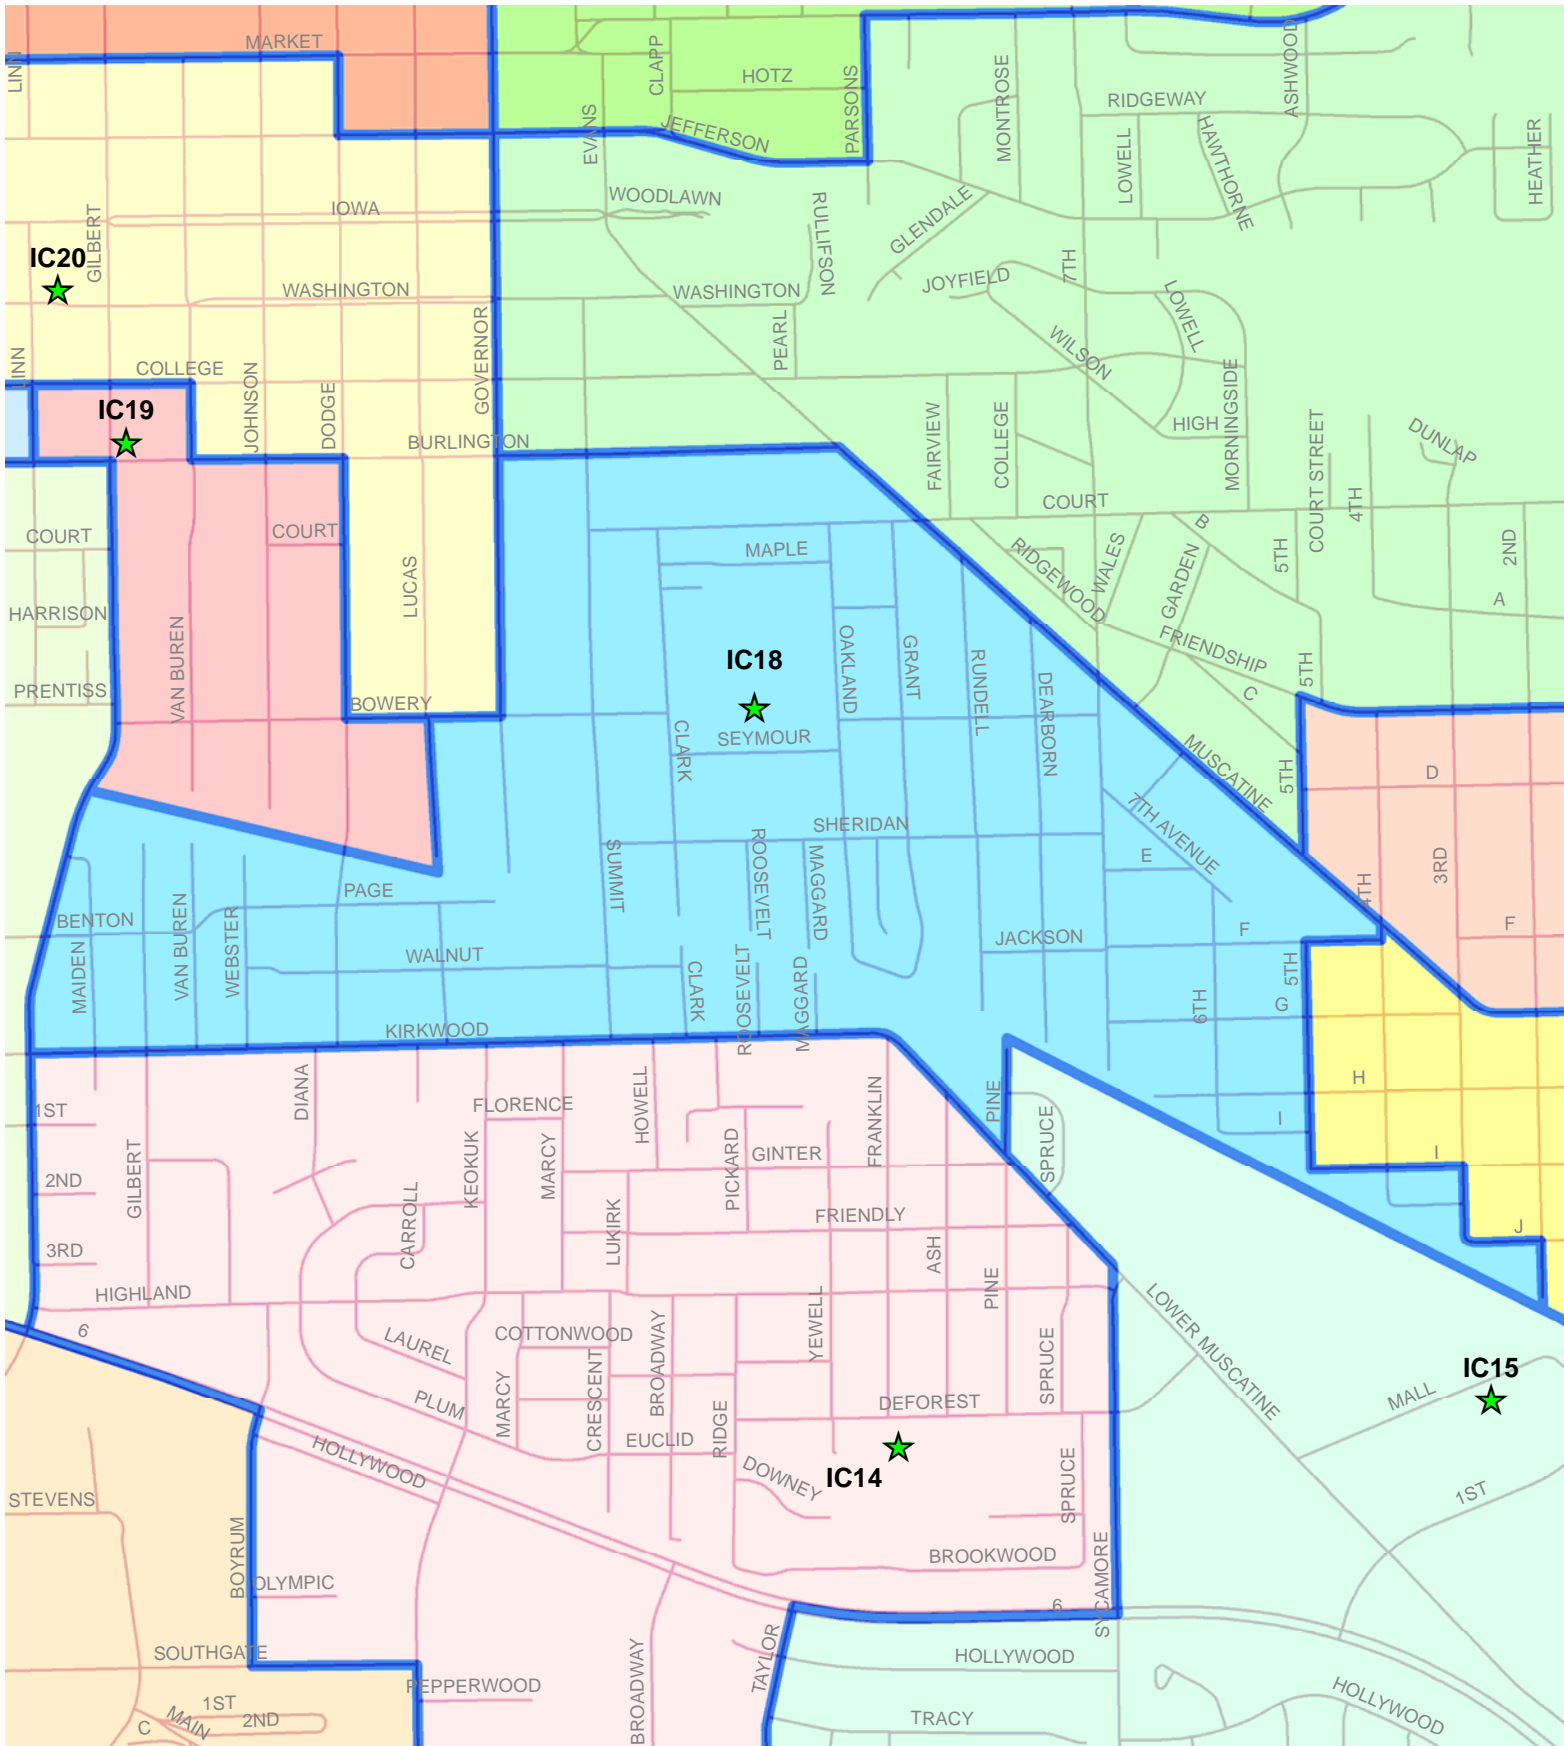 MARKET
LINN
CLAPP
HOTZ
PARSONS
EVANS
JEFFERSON
MONTROSE
RIDGEWAY
ASHWOOD
LOWELL
HAWTHORNE
HEATHER
IOWA
WOODLAWN
RULLIFSON
GLENDALE
7TH
GILBERT
IC20
WASHINGTON
WASHINGTON
JOYFIELD
LOWELL
PEARL
WILSON
GOVERNOR
LINN
COLLEGE
IC19
JOHNSON
DODGE
BURLINGTON
FAIRVIEW
COLLEGE
HIGH
MORNINGSIDE
COURT STREET
DUNLAP
4TH
COURT
COURT
COURT
MAPLE
RIDGEWOOD
WALES
B
GARDEN
5TH
2ND
A
HARRISON
LUCAS
VAN BUREN
PRENTISS
BOWERY
IC18
OAKLAND
GRANT
RUNDELL
DEARBORN
FRIENDSHIP
C
5TH
CLARK
SEYMOUR
MUSCATINE
5TH
D
7TH AVENUE
SHERIDAN
E
3RD
4TH
SUMMIT
ROOSEVELT
MAGGARD
PAGE
BENTON
MAIDEN
VAN BUREN
WEBSTER
WALNUT
JACKSON
F
F
5TH
CLARK
ROOSEVELT
MAGGARD
6TH
G
KIRKWOOD
H
I
I
J
1ST
DIANA
FLORENCE
HOWELL
FRANKLIN
PINE
SPRUCE
2ND
GILBERT
KEOKUK
MARCY
PICKARD
GINTER
CARROLL
LUKIRK
FRIENDLY
3RD
ASH
PINE
HIGHLAND
6
LAUREL
COTTONWOOD
BROADWAY
YEWELL
SPRUCE
LOWER MUSCATINE
IC15
MALL
PLUM
MARCY
CRESCENT
RIDGE
DEFOREST
EUCLID
IC14
HOLLYWOOD
DOWNEY
SPRUCE
1ST
STEVENS
BOYRUM
OLYMPIC
BROOKWOOD
SYCAMORE
6
SOUTHGATE
PEPPERWOOD
BROADWAY
TAYLOR
HOLLYWOOD
HOLLYWOOD
1ST
2ND
MAIN
C
TRACY